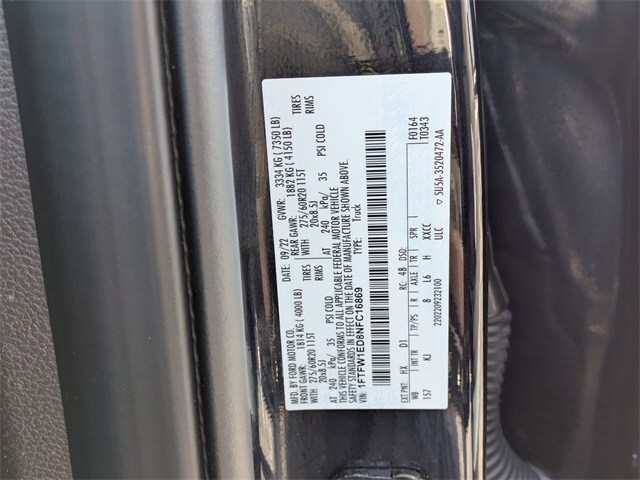 MFD. BY FORD MOTOR CO.
DATE: 09/22 GVWR: 3334 KG ( 7350 LB)
FRONT GAWR: 1814 KG ( 4000 LB) REAR GAWR: 1882 KG ( 4150 LB)
WITH 275/60R20 115T TIRES WITH 275/60R20 115T TIRES
20x8.5J RIMS 20x8.5J RIMS
AT 240 kPa/ 35 PSI COLD AT 240 kPa/ 35 PSI COLD
THIS VEHICLE CONFORMS TO ALL APPLICABLE FEDERAL MOTOR VEHICLE
SAFETY STANDARDS IN EFFECT ON THE DATE OF MANUFACTURE SHOWN ABOVE.
1FTFW1ED8NFC16869 TYPE: Truck
F0164
T0343
EXT PNT: HX D1 RC: 48 DSO:
WB INT TR TP/PS R AXLE TR SPR
157 KJ B L6 H XXCC
ULC
2202209232100
▽ 5U5A-3520472-AA